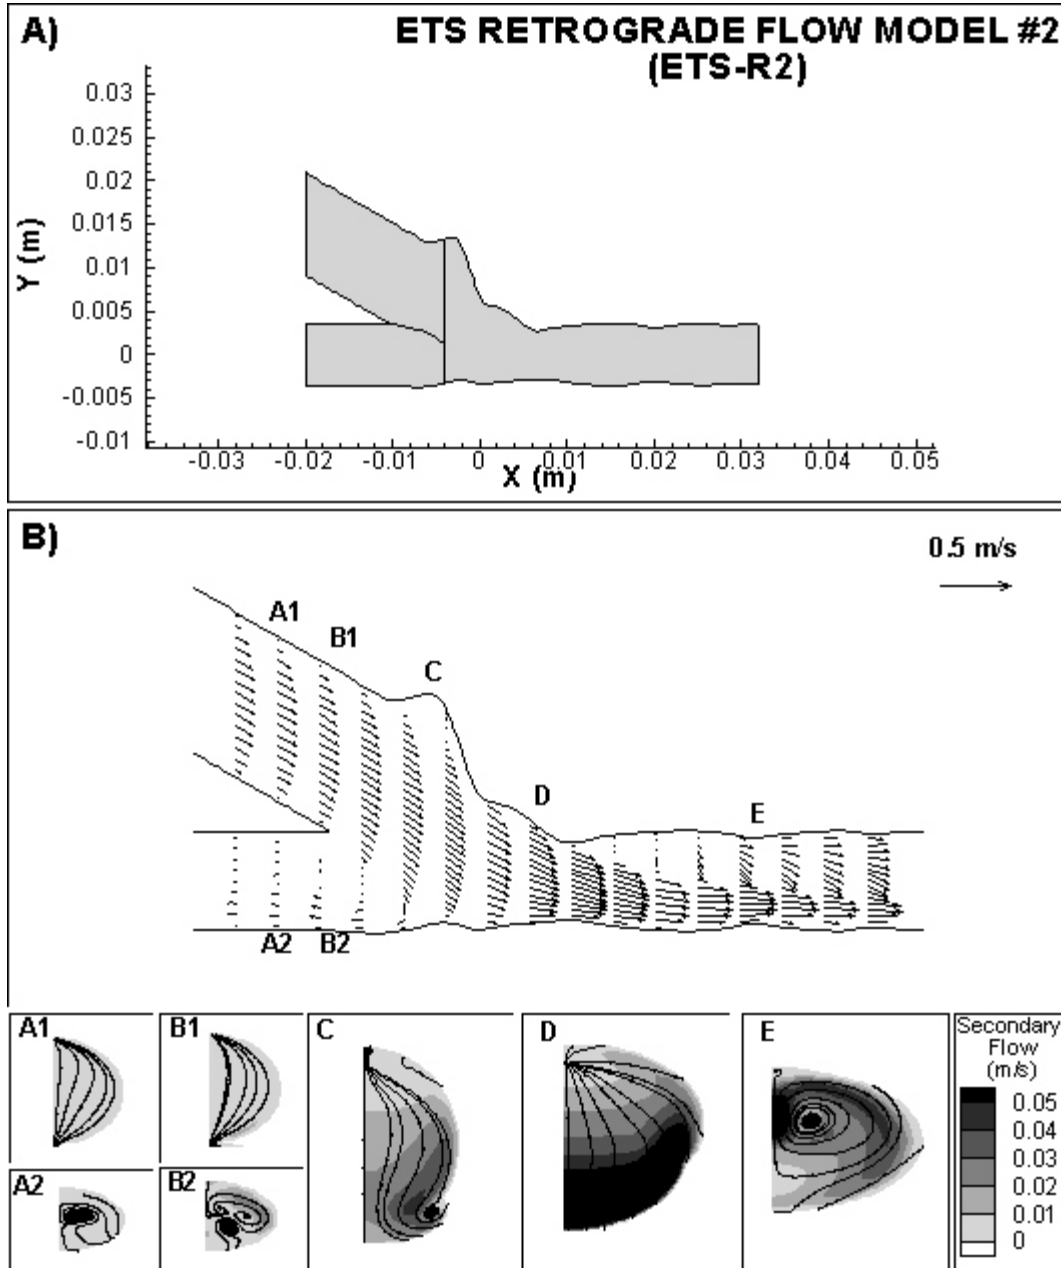 A)
ETS RETROGRADE FLOW MODEL #2
(ETS-R2)
0.03
0.025
0.02
0.015
0.01
0.005
0
-0.005
-0.01
Y (m)
-0.03 -0.02 -0.01 0 0.01 0.02 0.03 0.04 0.05
X (m)
B)
0.5 m/s
A1
B1
C
D
E
A2 B2
A1
B1
C
D
E
A2
B2
Secondary
Flow
(m/s)
0.05
0.04
0.03
0.02
0.01
0